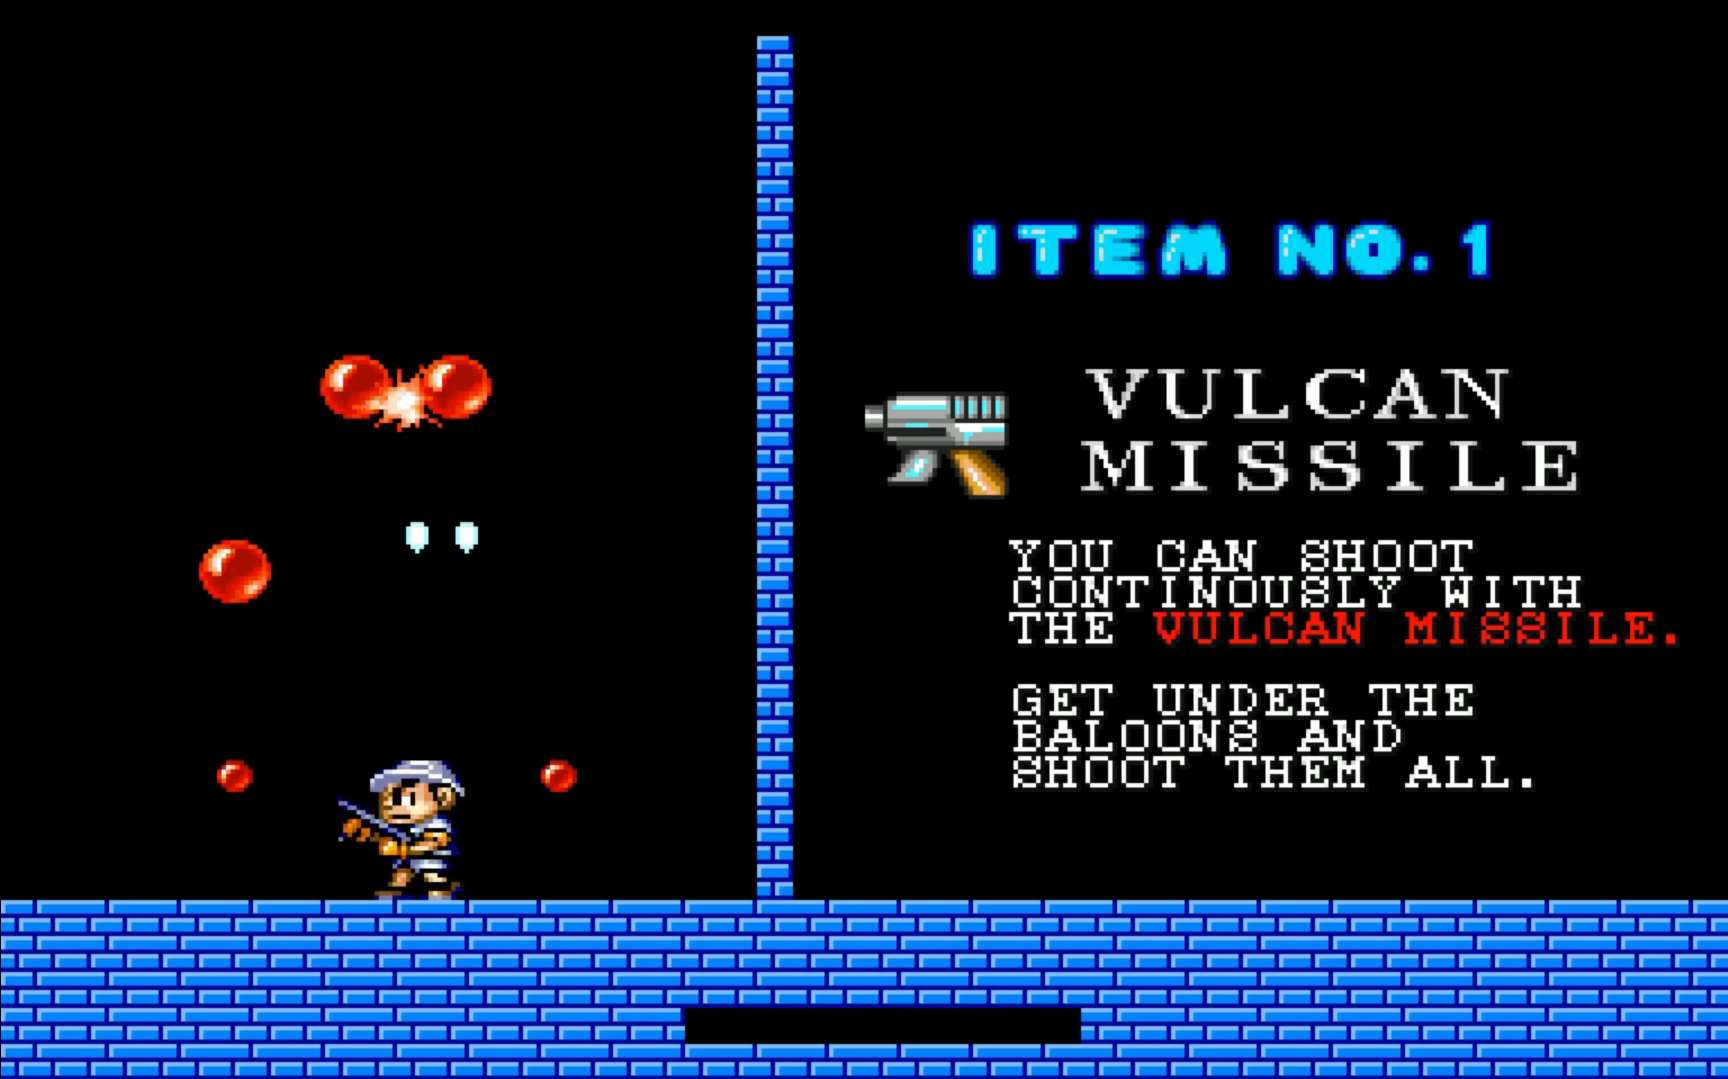 ITEM NO.1
VULCAN
MISSILE
YOU CAN SHOOT
CONTINOUSLY WITH
THE VULCAN MISSILE.
GET UNDER THE
BALOONS AND
SHOOT THEM ALL.